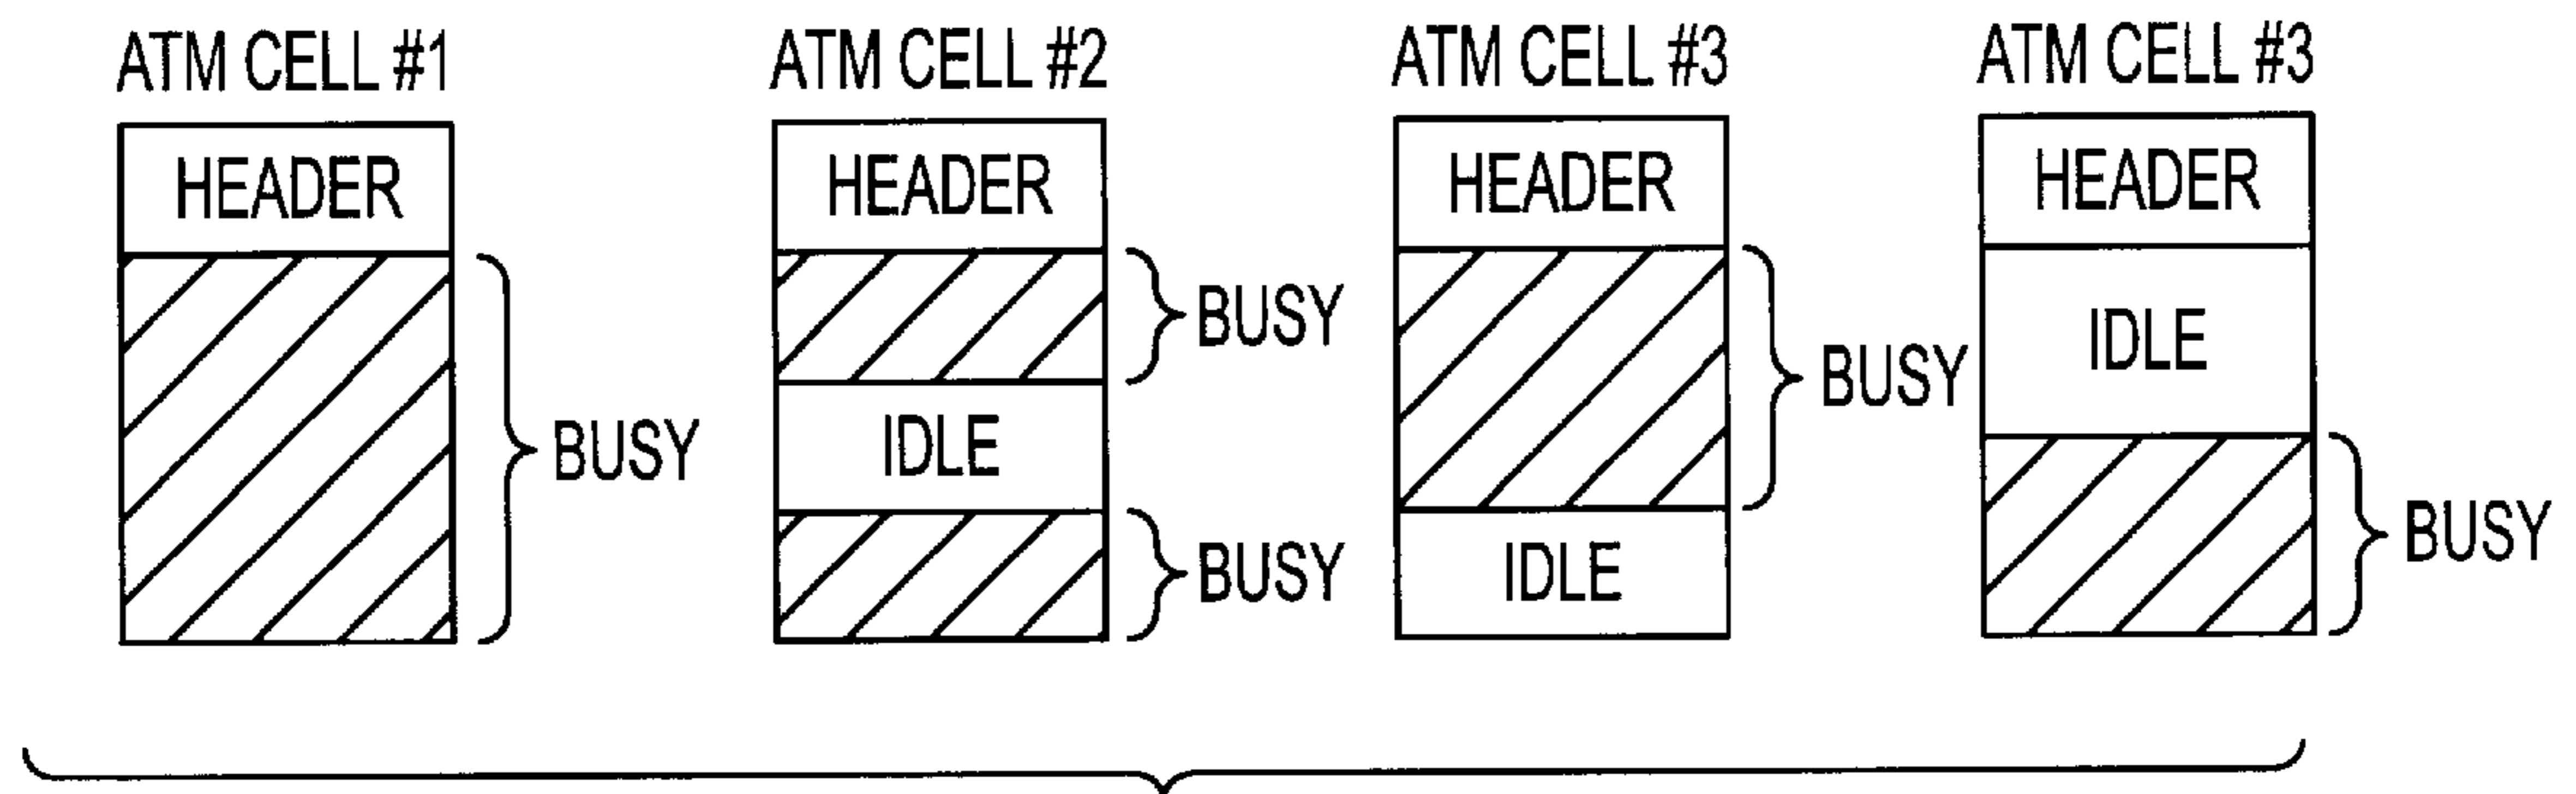 ATM CELL #1
HEADER
BUSY
ATM CELL #2
HEADER
BUSY
IDLE
BUSY
ATM CELL #3
HEADER
BUSY
IDLE
ATM CELL #3
HEADER
IDLE
BUSY